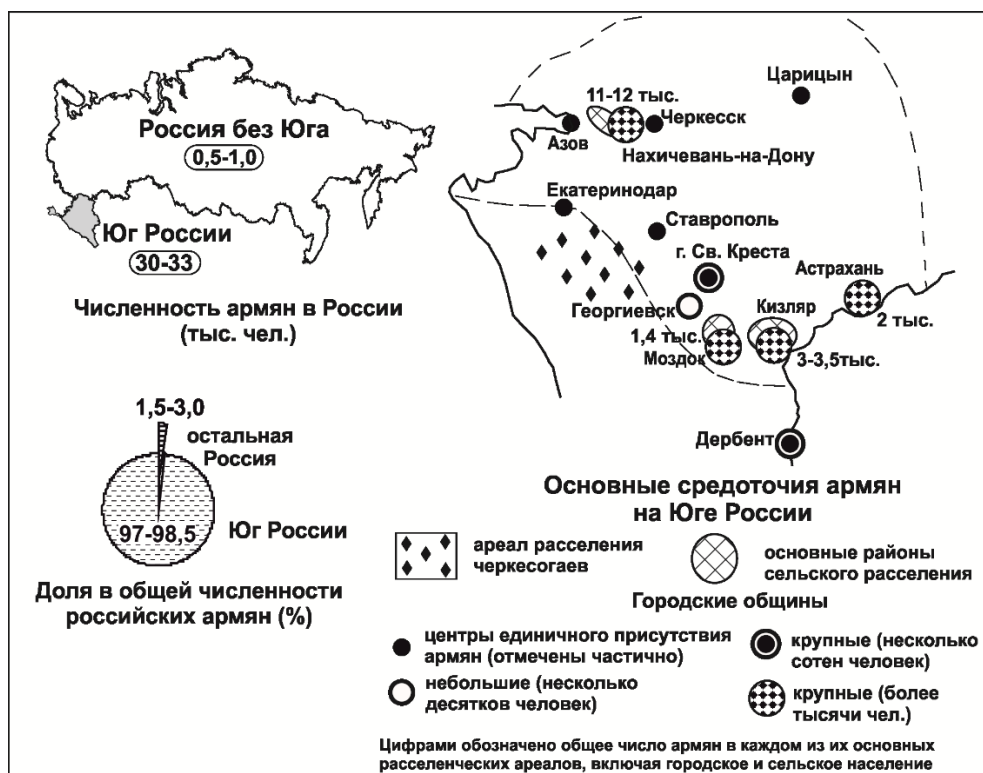 Россия без Юга
0,5-1,0
Юг России
30-33
Численность армян в России
(тыс. чел.)
1,5-3,0
остальная
Россия
97-98,5
Юг России
Доля в общей численности
российских армян (%)
Царицын
11-12 тыс.
Черкесск
Азов
Нахичевань-на-Дону
Екатеринодар
Ставрополь
г. Св. Креста
Астрахань
Георгиевск
Кизляр
2 тыс.
1,4 тыс.
Моздок
3-3,5тыс.
Дербент
Основные средоточия армян
на Юге России
ареал расселения
черкесогаев
основные районы
сельского расселения
Городские общины
центры единичного присутствия
армян (отмечены частично)
крупные (несколько
сотен человек)
небольшие (несколько
десятков человек)
крупные (более
тысячи чел.)
Цифрами обозначено общее число армян в каждом из их основных
расселенческих ареалов, включая городское и сельское население